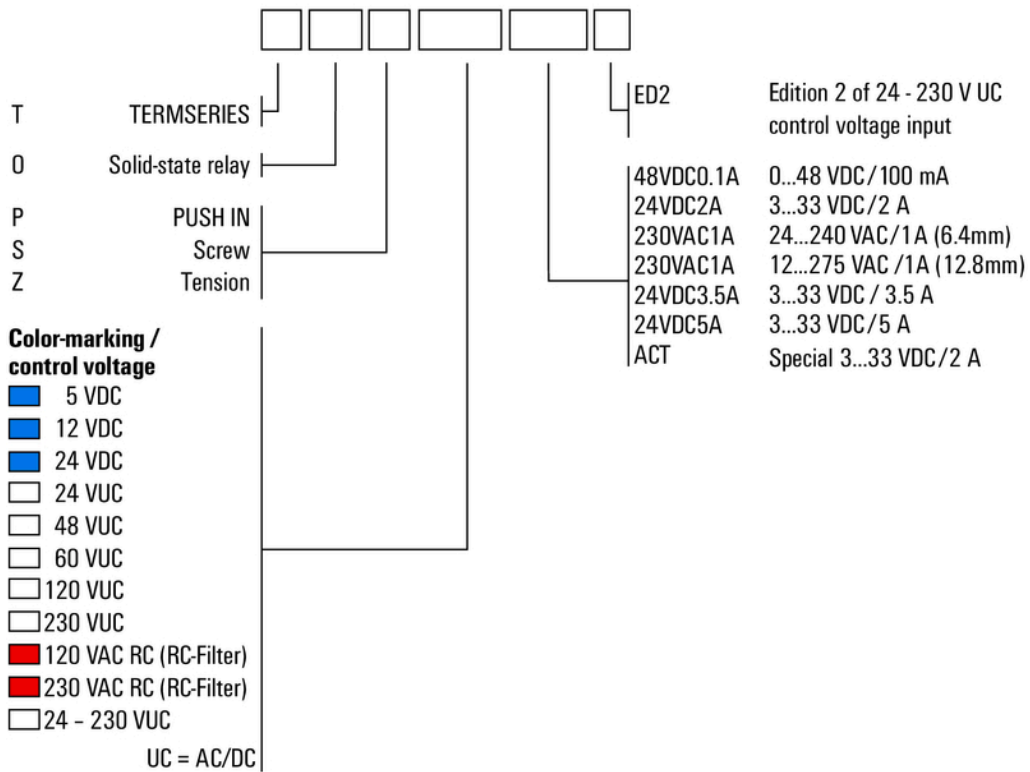 T TERMSERIES
O Solid-state relay
P PUSH IN
S Screw
Z Tension
Color-marking /
control voltage
5 VDC
12 VDC
24 VDC
24 VUC
48 VUC
60 VUC
120 VUC
230 VUC
120 VAC RC (RC-Filter)
230 VAC RC (RC-Filter)
24 – 230 VUC
UC = AC/DC
ED2 Edition 2 of 24 - 230 V UC
control voltage input
48VDC0.1A 0...48 VDC/100 mA
24VDC2A 3...33 VDC/2 A
230VAC1A 24...240 VAC/1A (6.4mm)
230VAC1A 12...275 VAC /1A (12.8mm)
24VDC3.5A 3...33 VDC / 3.5 A
24VDC5A 3...33 VDC/5 A
ACT Special 3...33 VDC/2 A